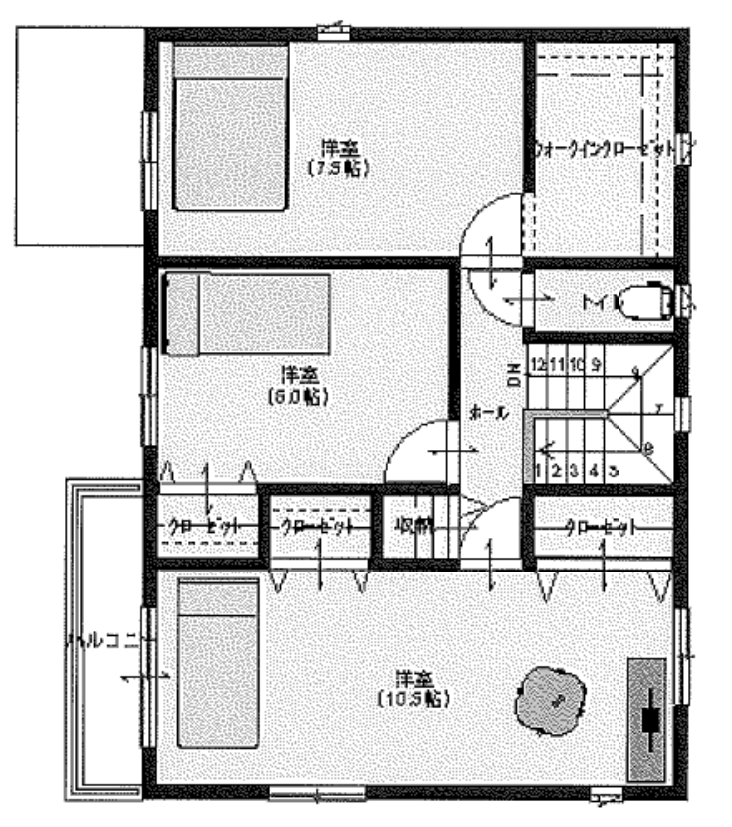 洋室
(7.5帖)
ウォークインクローゼット
トイレ
洋室
(6.0帖)
DN
12 11 10 9
8
7
6
ホール
1 2 3 4 5
クローゼット
クローゼット
収納
クローゼット
バルコニー
洋室
(10.5帖)